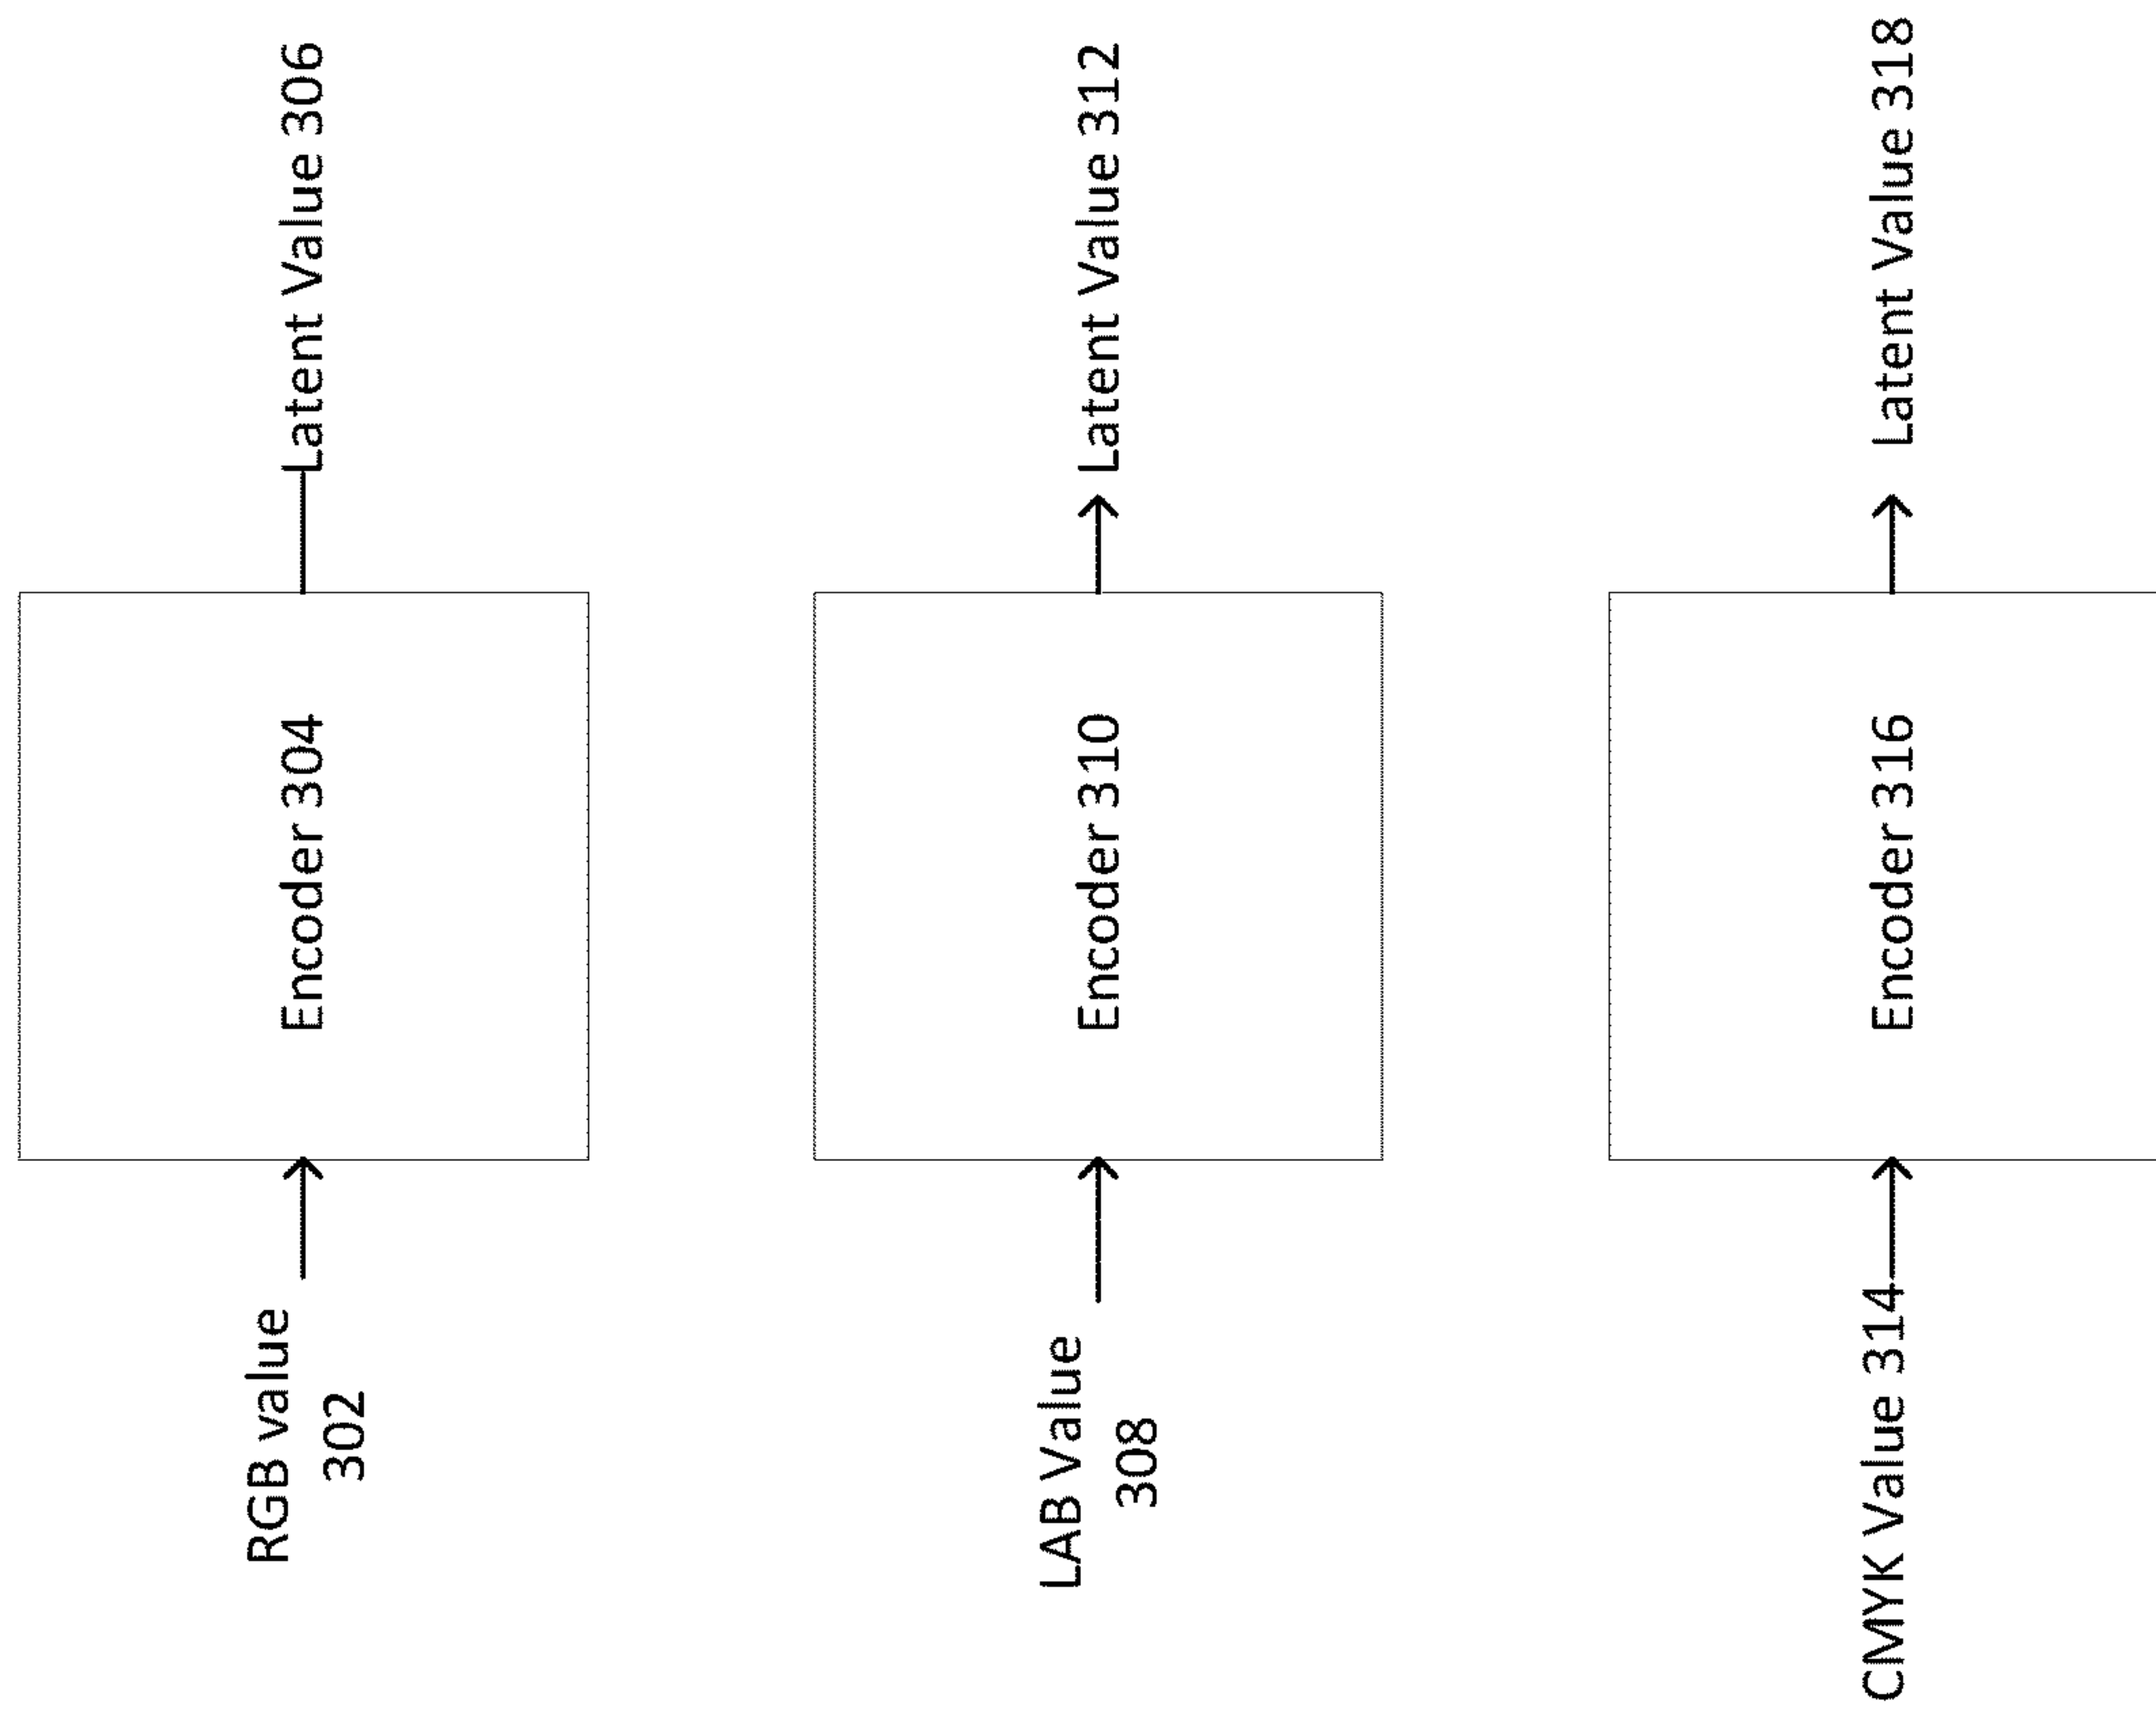 RGB value
302
Encoder 304
Latent Value 306
LAB Value
308
Encoder 310
Latent Value 312
CMYK Value 314
Encoder 316
Latent Value 318